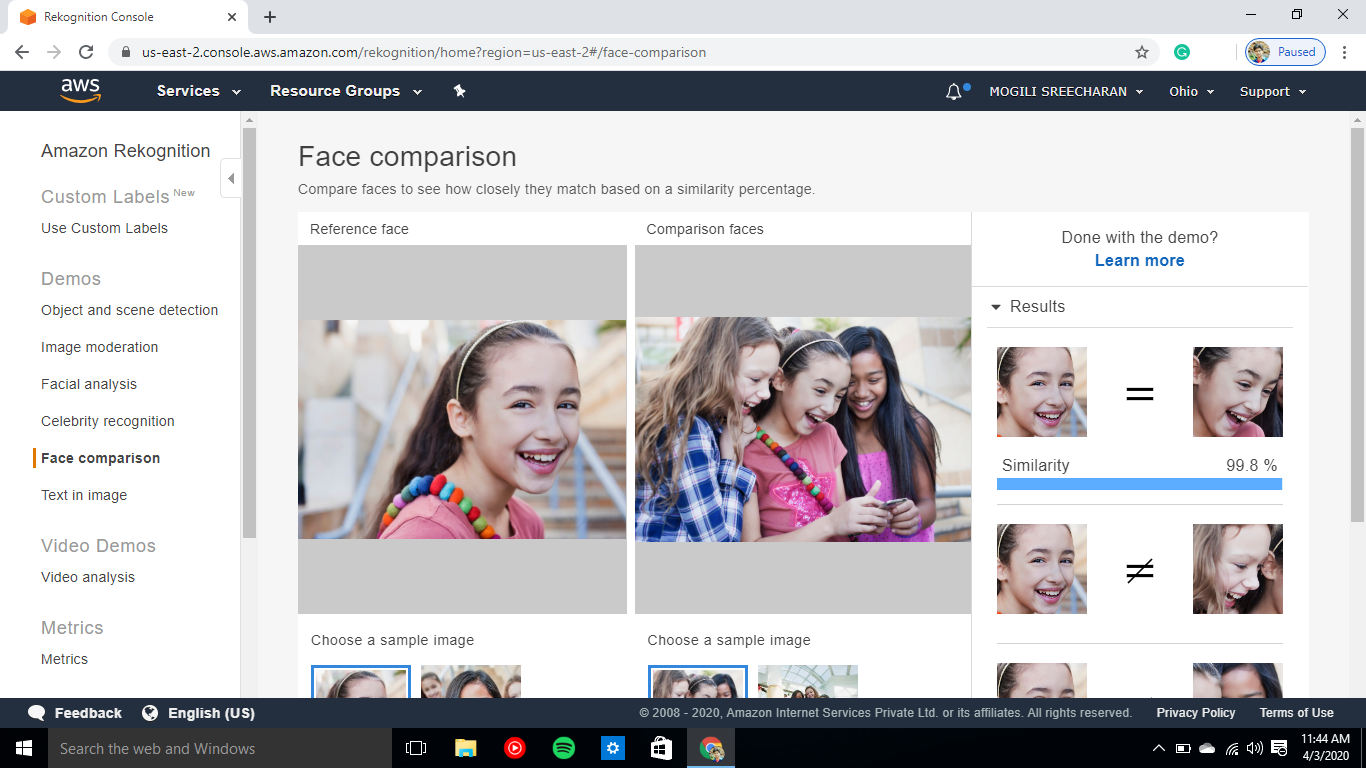 Rekognition Console
us-east-2.console.aws.amazon.com/rekognition/home?region=us-east-2#/face-comparison
Paused
aws
Services
Resource Groups
MOGILI SREECHARAN
Ohio
Support
Amazon Rekognition
Custom Labels New
Use Custom Labels
Demos
Object and scene detection
Image moderation
Facial analysis
Celebrity recognition
Face comparison
Text in image
Video Demos
Video analysis
Metrics
Metrics
Face comparison
Compare faces to see how closely they match based on a similarity percentage.
Reference face
Comparison faces
Choose a sample image
Choose a sample image
Done with the demo?
Learn more
Results
=
Similarity 99.8 %
≠
Feedback
English (US)
© 2008 - 2020, Amazon Internet Services Private Ltd. or its affiliates. All rights reserved.
Privacy Policy
Terms of Use
Search the web and Windows
11:44 AM
4/3/2020